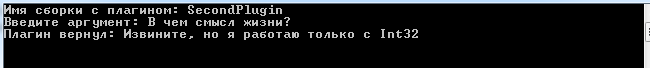 Имя сборки с плагином: SecondPlugin
Введите аргумент: В чем смысл жизни?
Плагин вернул: Извините, но я работаю только с Int32